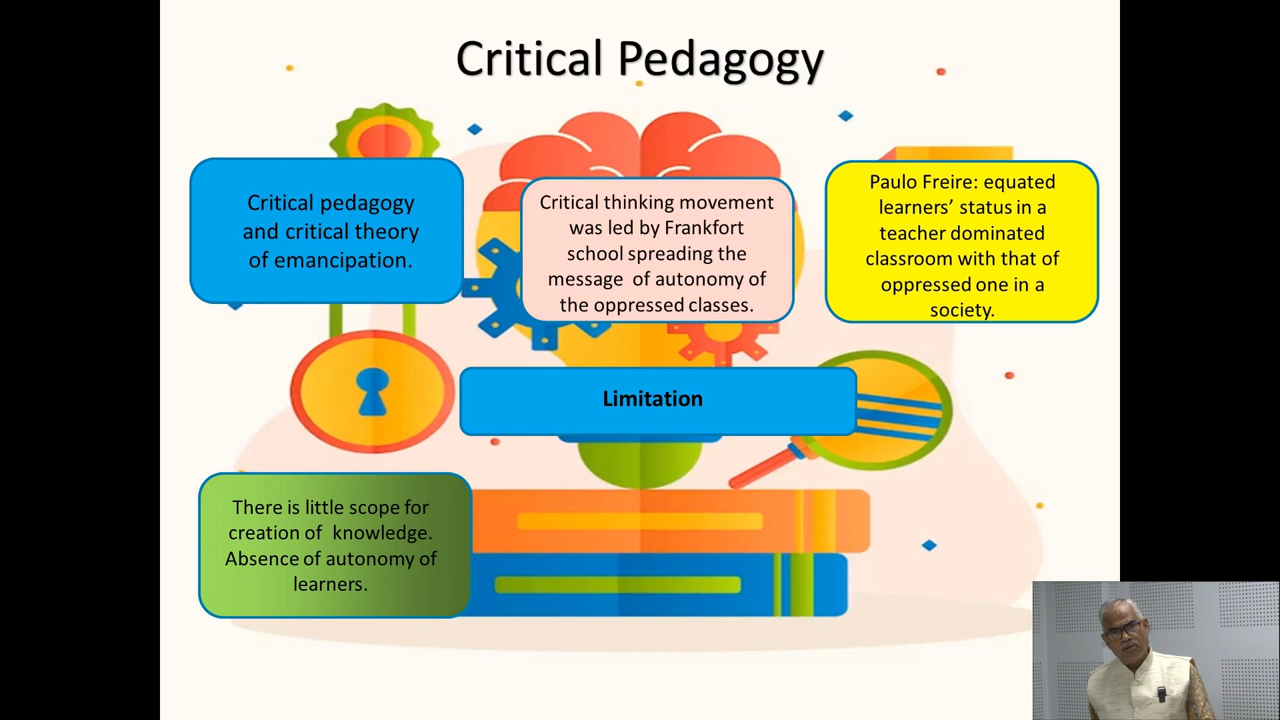 Critical Pedagogy
Critical pedagogy
and critical theory
of emancipation.
Critical thinking movement
was led by Frankfort
school spreading the
message of autonomy of
the oppressed classes.
Paulo Freire: equated
learners’ status in a
teacher dominated
classroom with that of
oppressed one in a
society.
Limitation
There is little scope for
creation of knowledge.
Absence of autonomy of
learners.